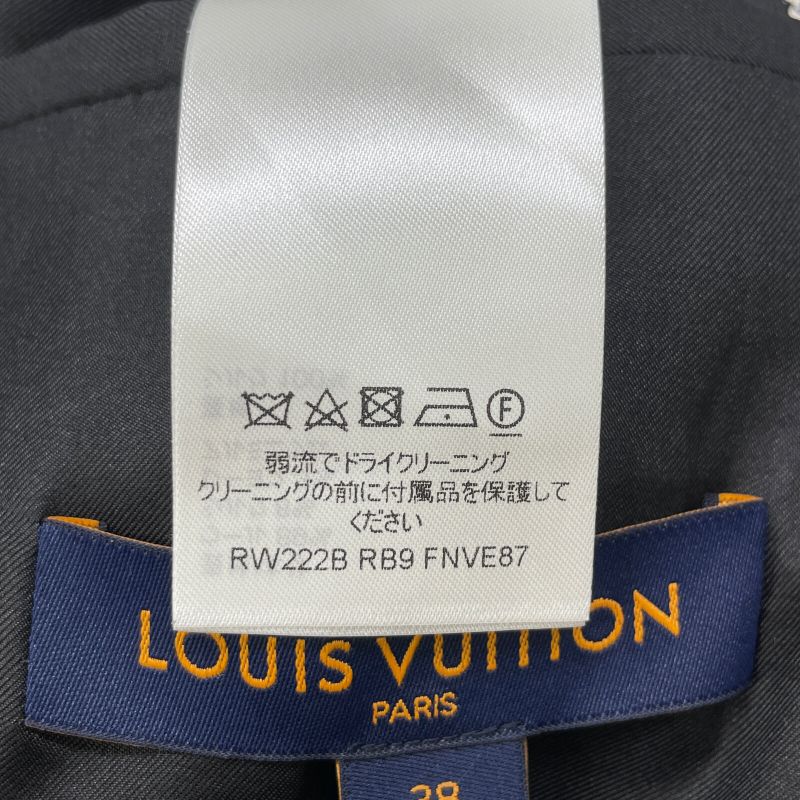 F
弱流でドライクリーニング
クリーニングの前に付属品を保護して
ください
RW222B RB9 FNVE87
LOUIS VUITTON
PARIS
38